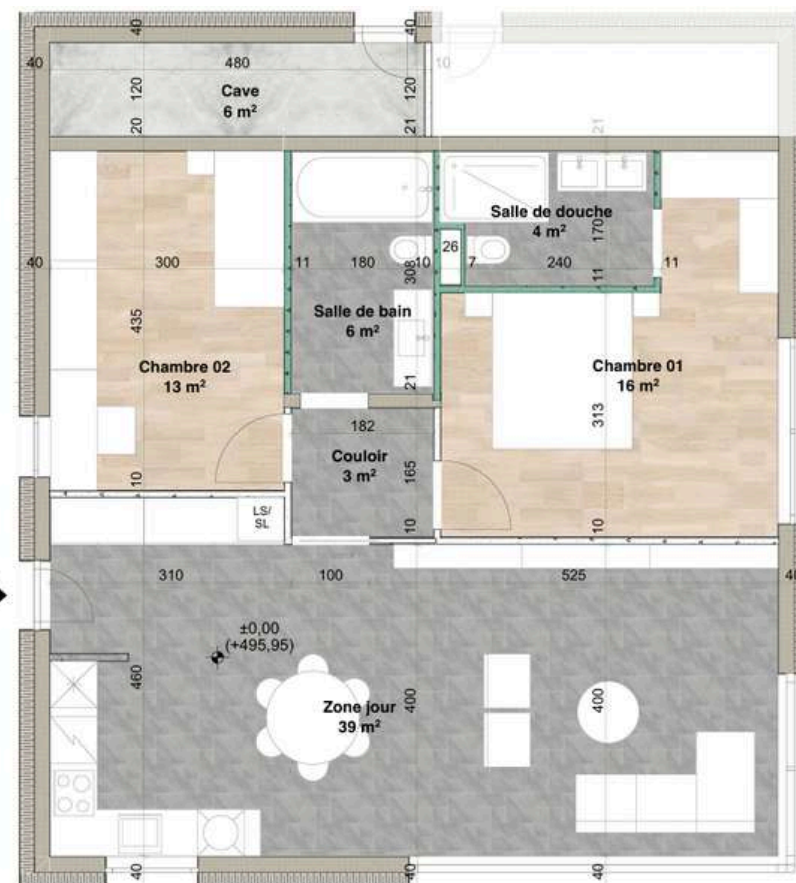 40
40
40
480
10
120
120
Cave
6 m²
20
21
21
Salle de douche
4 m²
170
26
40
300
11
180
10
308
7
240
11
11
435
Salle de bain
6 m²
Chambre 02
13 m²
21
Chambre 01
16 m²
313
182
Couloir
3 m²
165
10
10
10
LS/
SL
310
100
525
40
±0,00
(+495,95)
460
400
400
Zone jour
39 m²
40
40
40